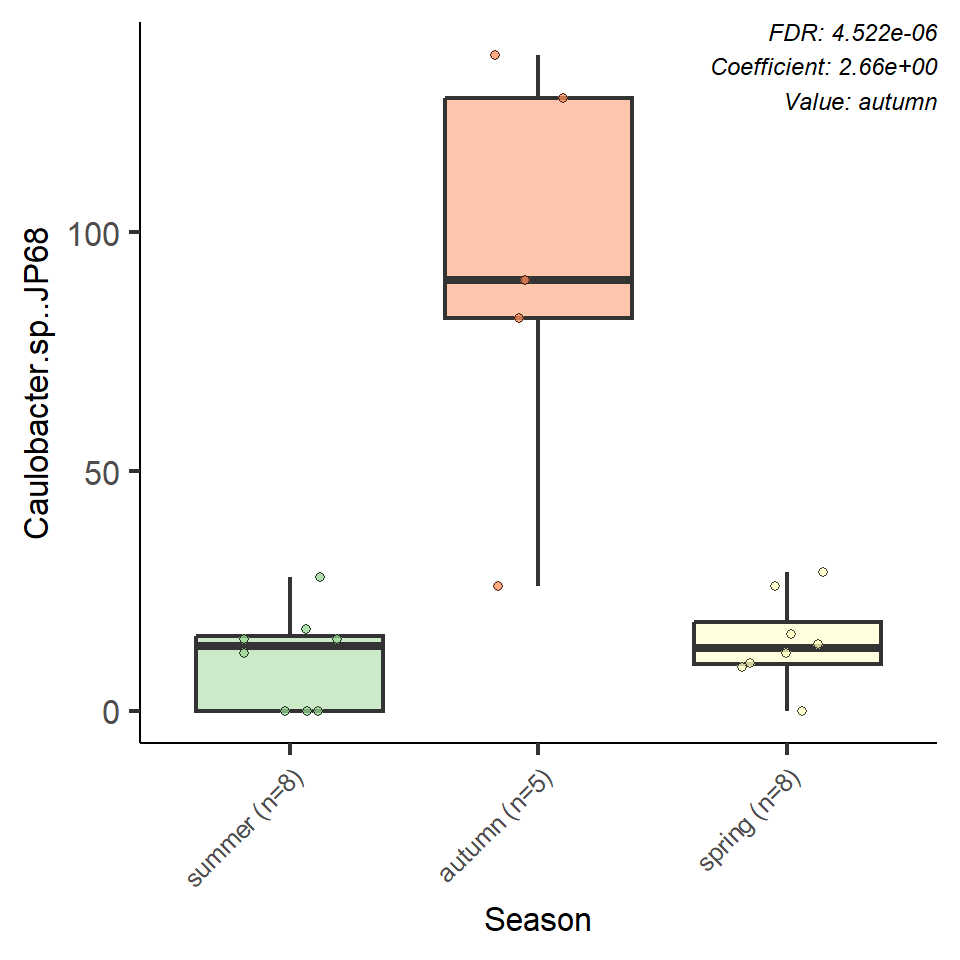 FDR: 4.522e-06
Coefficient: 2.66e+00
Value: autumn
Caulobacter.sp..JP68
100
50
0
summer (n=8)
autumn (n=5)
spring (n=8)
Season